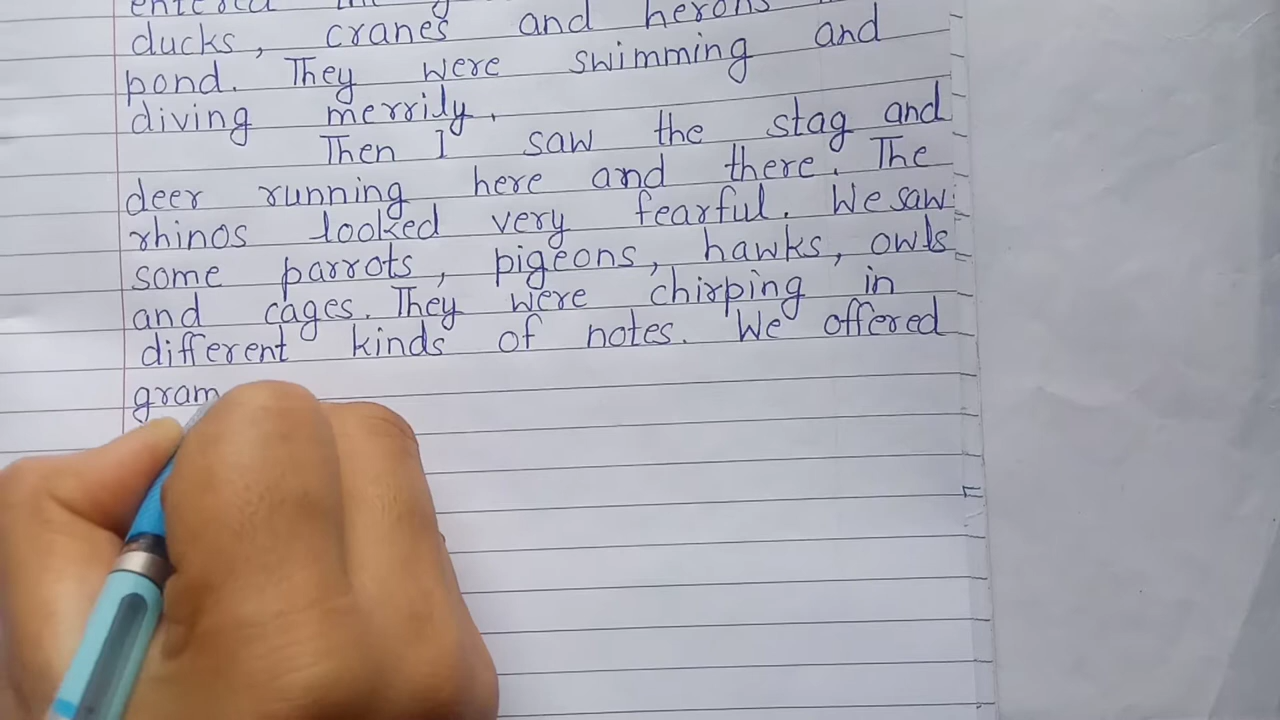 entered the
ducks, cranes and herons
pond. They were swimming and
diving merrily.
Then I saw the stag and
deer running here and there. The
rhinos looked very fearful. We saw
some parrots, pigeons, hawks, owls
and cages. They were chirping in
different kinds of notes. We offered
gram